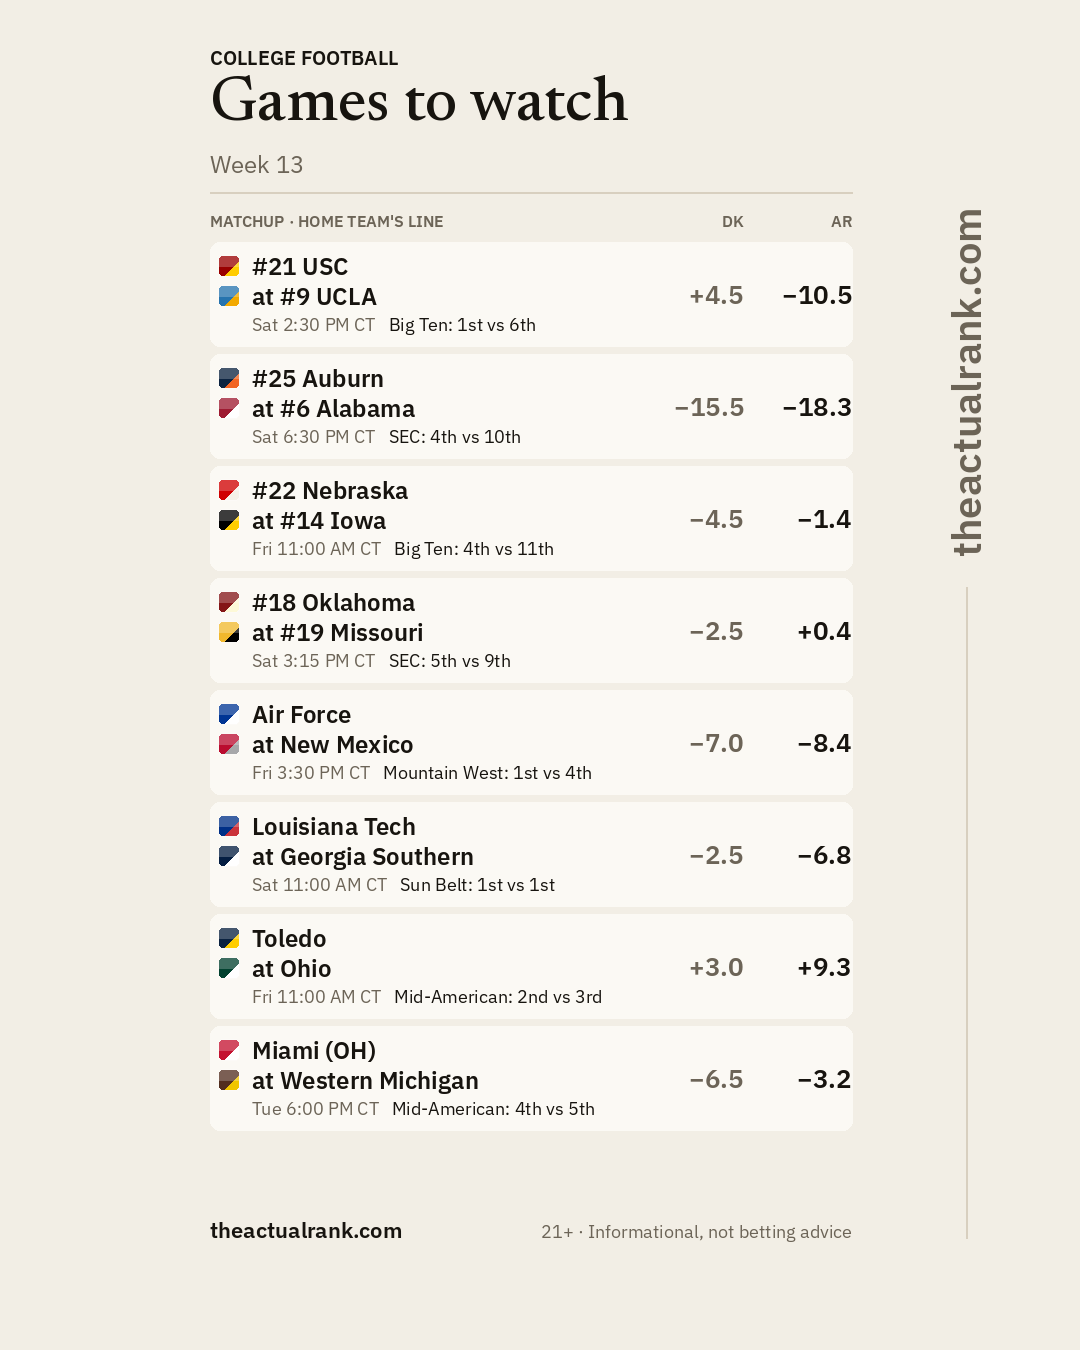 COLLEGE FOOTBALL
Games to watch
Week 13
MATCHUP · HOME TEAM'S LINE DK AR
#21 USC
at #9 UCLA +4.5 −10.5
Sat 2:30 PM CT Big Ten: 1st vs 6th
#25 Auburn
at #6 Alabama −15.5 −18.3
Sat 6:30 PM CT SEC: 4th vs 10th
#22 Nebraska
at #14 Iowa −4.5 −1.4
Fri 11:00 AM CT Big Ten: 4th vs 11th
#18 Oklahoma
at #19 Missouri −2.5 +0.4
Sat 3:15 PM CT SEC: 5th vs 9th
Air Force
at New Mexico −7.0 −8.4
Fri 3:30 PM CT Mountain West: 1st vs 4th
Louisiana Tech
at Georgia Southern −2.5 −6.8
Sat 11:00 AM CT Sun Belt: 1st vs 1st
Toledo
at Ohio +3.0 +9.3
Fri 11:00 AM CT Mid-American: 2nd vs 3rd
Miami (OH)
at Western Michigan −6.5 −3.2
Tue 6:00 PM CT Mid-American: 4th vs 5th
theactualrank.com 21+ · Informational, not betting advice
theactualrank.com